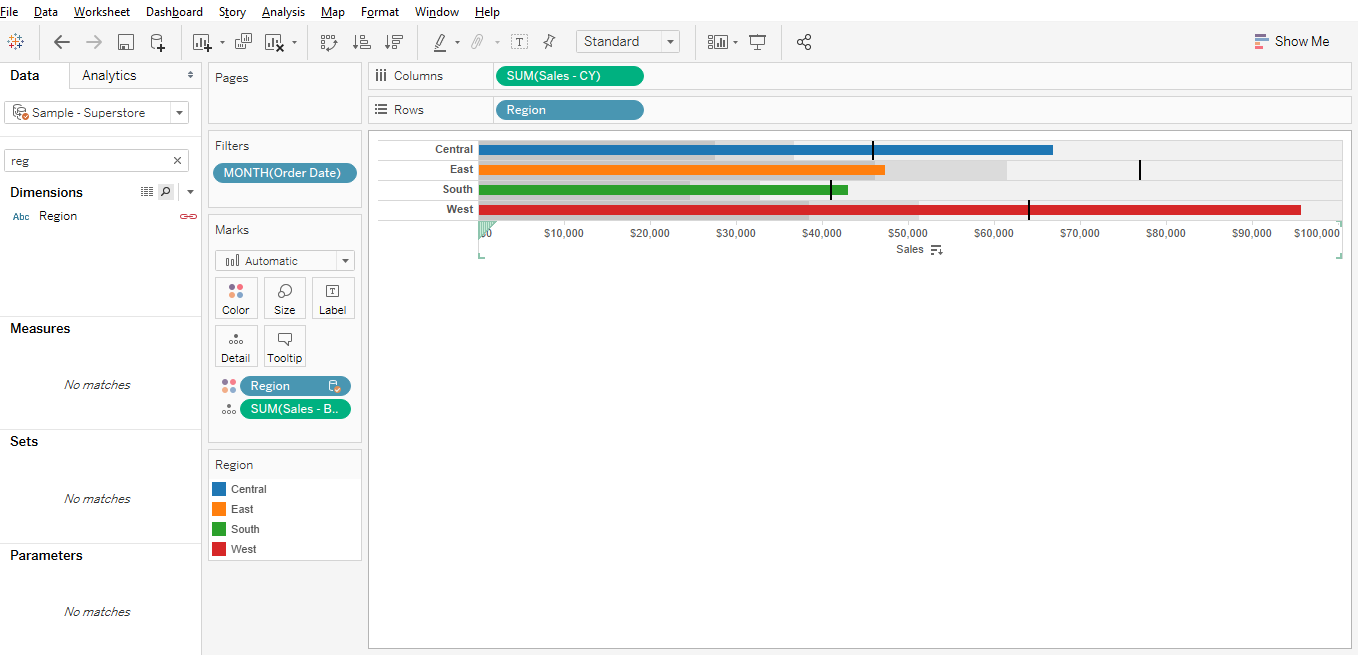 File Data Worksheet Dashboard Story Analysis Map Format Window Help
Standard
Show Me
Data Analytics
Sample - Superstore
reg
Dimensions
Abc Region
Measures
No matches
Sets
No matches
Parameters
No matches
Pages
Filters
MONTH(Order Date)
Marks
Automatic
Color Size Label
Detail Tooltip
Region
SUM(Sales - B..
Region
Central
East
South
West
Columns SUM(Sales - CY)
Rows Region
Central
East
South
West
$10,000 $20,000 $30,000 $40,000 $50,000 $60,000 $70,000 $80,000 $90,000 $100,000
Sales